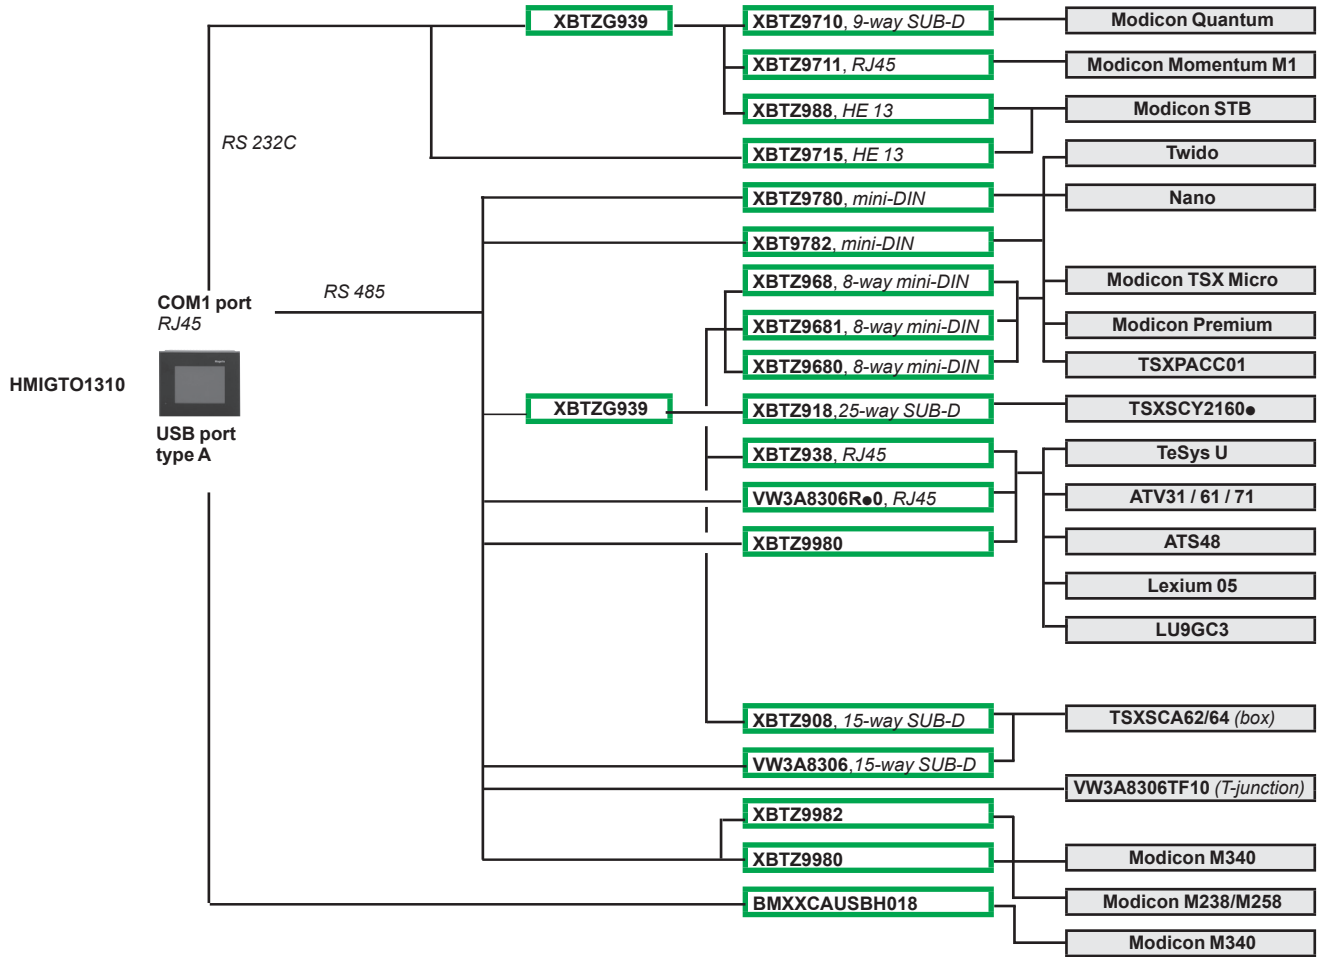 XBTZG939
XBTZ9710, 9-way SUB-D
Modicon Quantum
XBTZ9711, RJ45
Modicon Momentum M1
XBTZ988, HE 13
Modicon STB
RS 232C
XBTZ9715, HE 13
Twido
XBTZ9780, mini-DIN
Nano
XBT9782, mini-DIN
XBTZ968, 8-way mini-DIN
Modicon TSX Micro
RS 485
COM1 port
RJ45
XBTZ9681, 8-way mini-DIN
Modicon Premium
XBTZ9680, 8-way mini-DIN
TSXPACC01
HMIGTO1310
XBTZG939
XBTZ918,25-way SUB-D
TSXSCY2160●
USB port
type A
XBTZ938, RJ45
TeSys U
VW3A8306R●0, RJ45
ATV31 / 61 / 71
XBTZ9980
ATS48
Lexium 05
LU9GC3
XBTZ908, 15-way SUB-D
TSXSCA62/64 (box)
VW3A8306,15-way SUB-D
VW3A8306TF10 (T-junction)
XBTZ9982
XBTZ9980
Modicon M340
BMXXCAUSBH018
Modicon M238/M258
Modicon M340